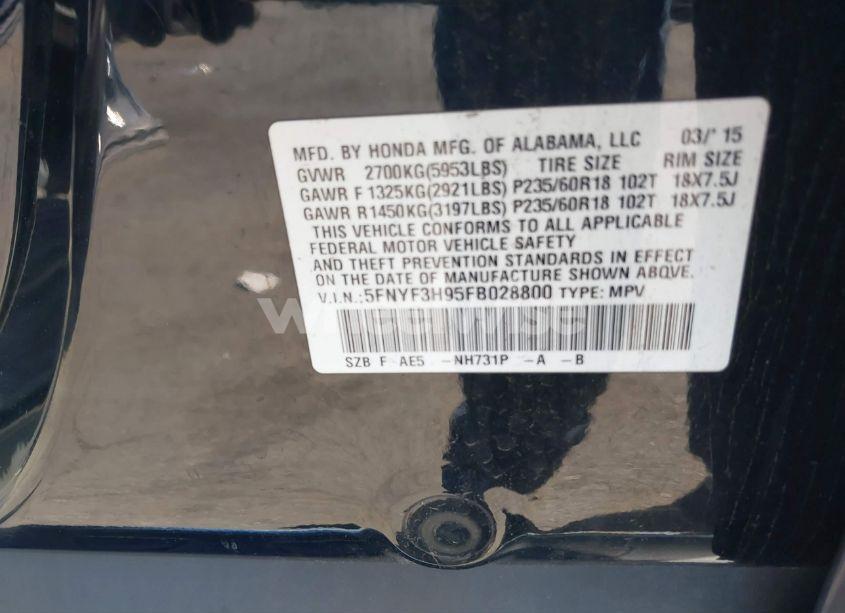 MFD. BY HONDA MFG. OF ALABAMA, LLC 03/' 15
GVWR 2700KG(5953LBS) TIRE SIZE RIM SIZE
GAWR F 1325KG(2921LBS) P235/60R18 102T 18X7.5J
GAWR R1450KG(3197LBS) P235/60R18 102T 18X7.5J
THIS VEHICLE CONFORMS TO ALL APPLICABLE
FEDERAL MOTOR VEHICLE SAFETY
AND THEFT PREVENTION STANDARDS IN EFFECT
ON THE DATE OF MANUFACTURE SHOWN ABOVE.
V.I.N.:5FNYF3H95FB028800 TYPE: MPV
Wheelwise
SZB F AE5 -NH731P -A -B